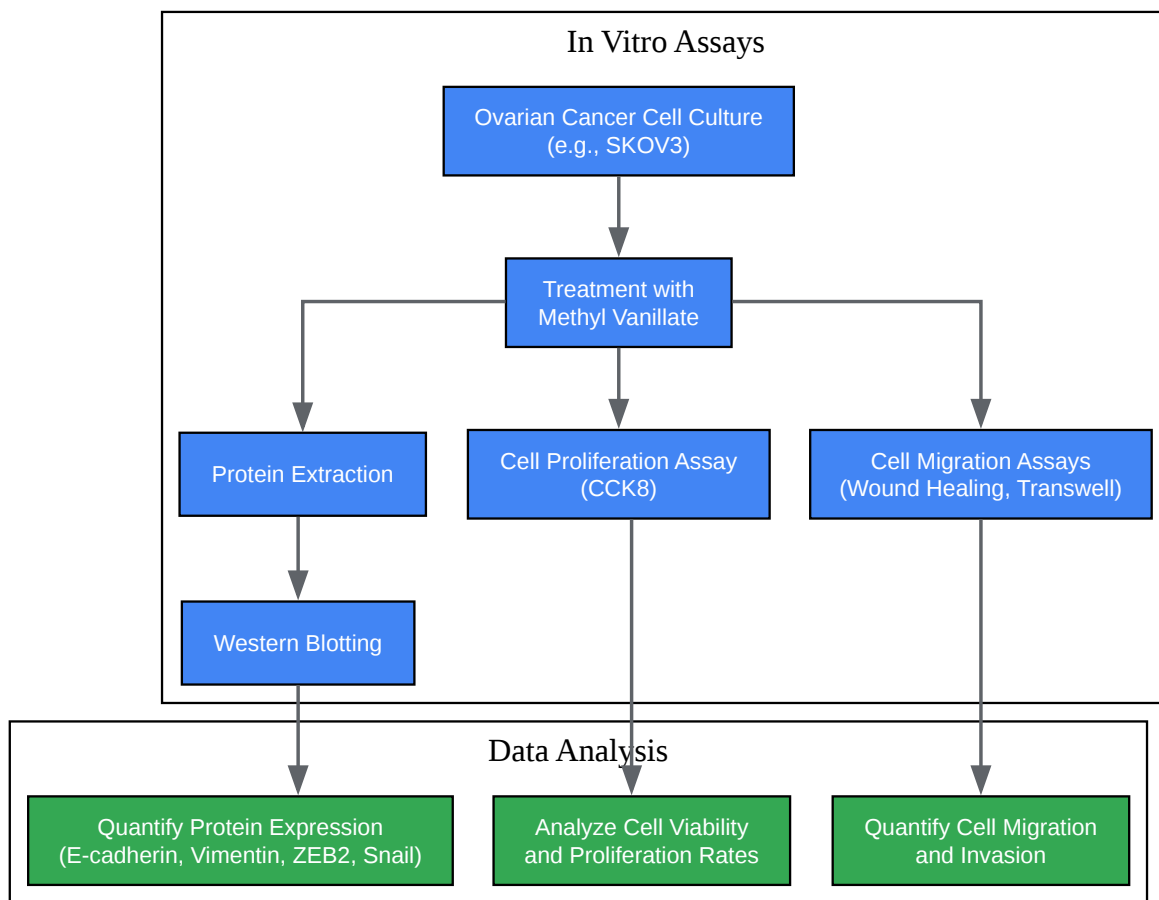 In Vitro Assays
Ovarian Cancer Cell Culture
(e.g., SKOV3)
Treatment with
Methyl Vanillate
Protein Extraction
Cell Proliferation Assay
(CCK8)
Cell Migration Assays
(Wound Healing, Transwell)
Western Blotting
Data Analysis
Quantify Protein Expression
(E-cadherin, Vimentin, ZEB2, Snail)
Analyze Cell Viability
and Proliferation Rates
Quantify Cell Migration
and Invasion